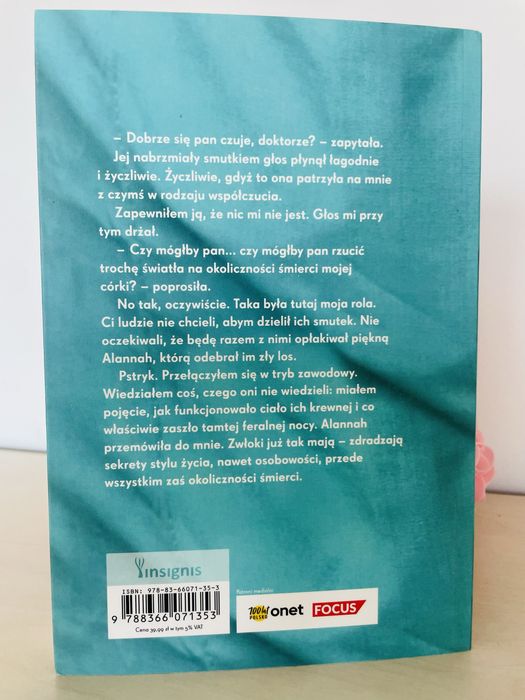 – Dobrze się pan czuje, doktorze? – zapytała.
Jej nabrzmiały smutkiem głos płynął łagodnie
i życzliwie. Życzliwie, gdyż to ona patrzyła na mnie
z czymś w rodzaju współczucia.
Zapewniłem ją, że nic mi nie jest. Głos mi przy
tym drżał.
– Czy mógłby pan... czy mógłby pan rzucić
trochę światła na okoliczności śmierci mojej
córki? – poprosiła.
No tak, oczywiście. Taka była tutaj moja rola.
Ci ludzie nie chcieli, abym dzielił ich smutek. Nie
oczekiwali, że będę razem z nimi opłakiwał piękną
Alannah, którą odebrał im zły los.
Pstryk. Przełączyłem się w tryb zawodowy.
Wiedziałem coś, czego oni nie wiedzieli: miałem
pojęcie, jak funkcjonowało ciało ich krewnej i co
właściwie zaszło tamtej feralnej nocy. Alannah
przemówiła do mnie. Zwłoki już tak mają – zdradzają
sekrety stylu życia, nawet osobowości, przede
wszystkim zaś okoliczności śmierci.
insignis
ISBN: 978-83-66071-35-3
9 788366 071353
Cena 39,99 zł w tym 5% VAT
Patroni medialni:
100% POLSKO
onet
FOCUS